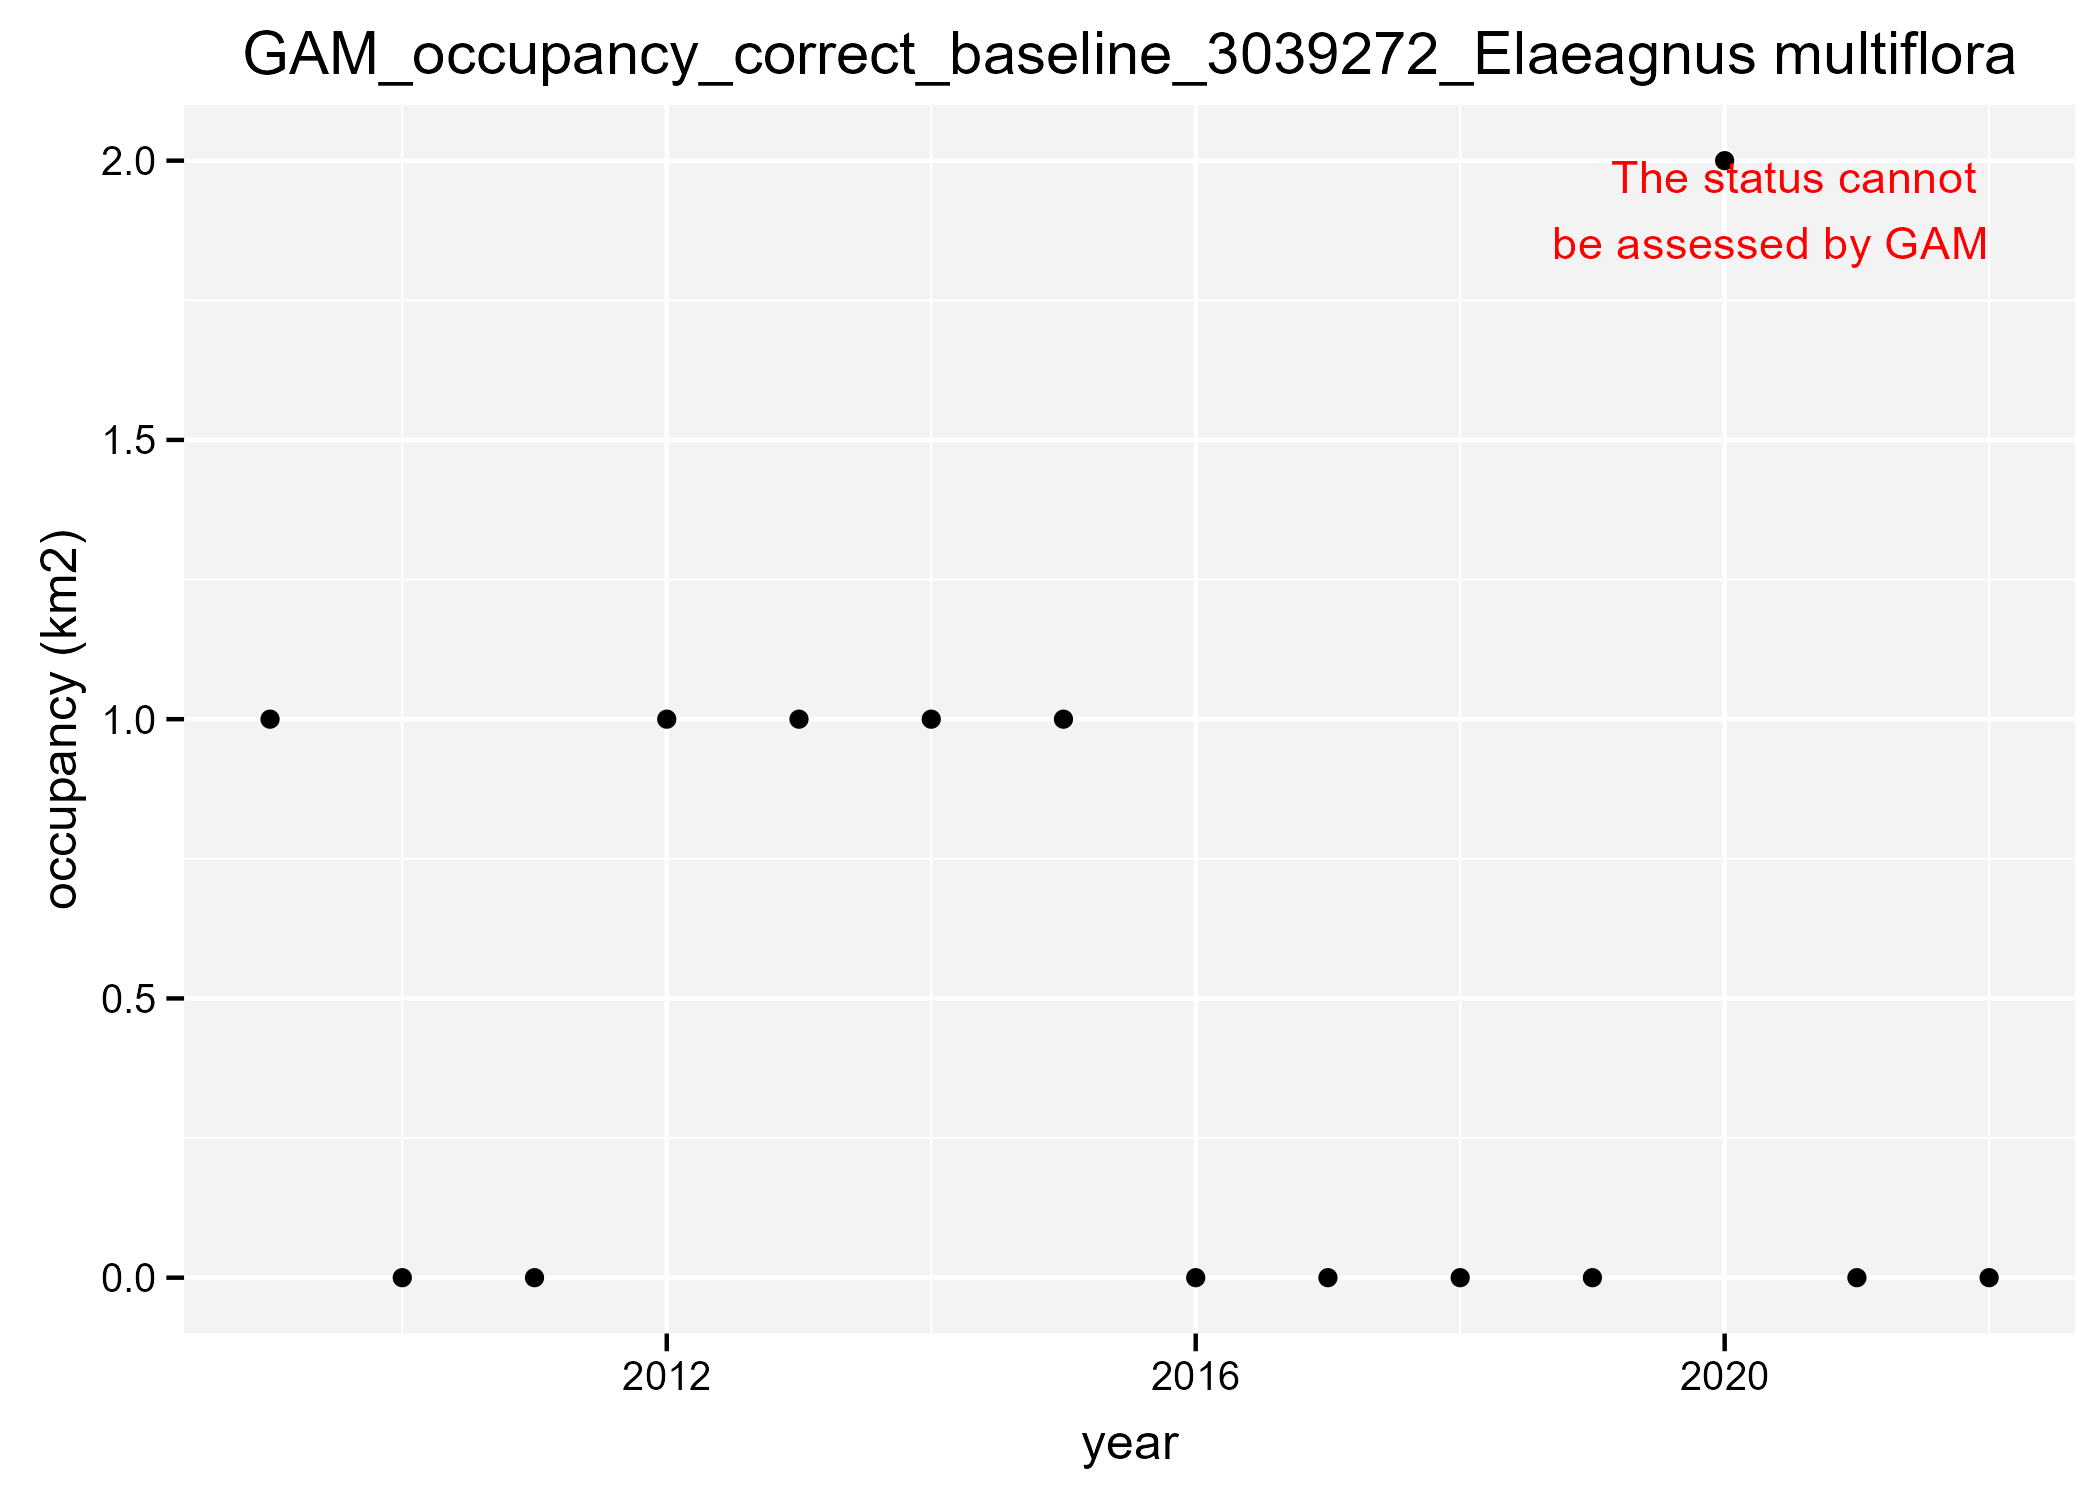 GAM_occupancy_correct_baseline_3039272_Elaeagnus multiflora
The status cannot
be assessed by GAM
2.0
1.5
1.0
0.5
0.0
occupancy (km2)
2012
2016
2020
year